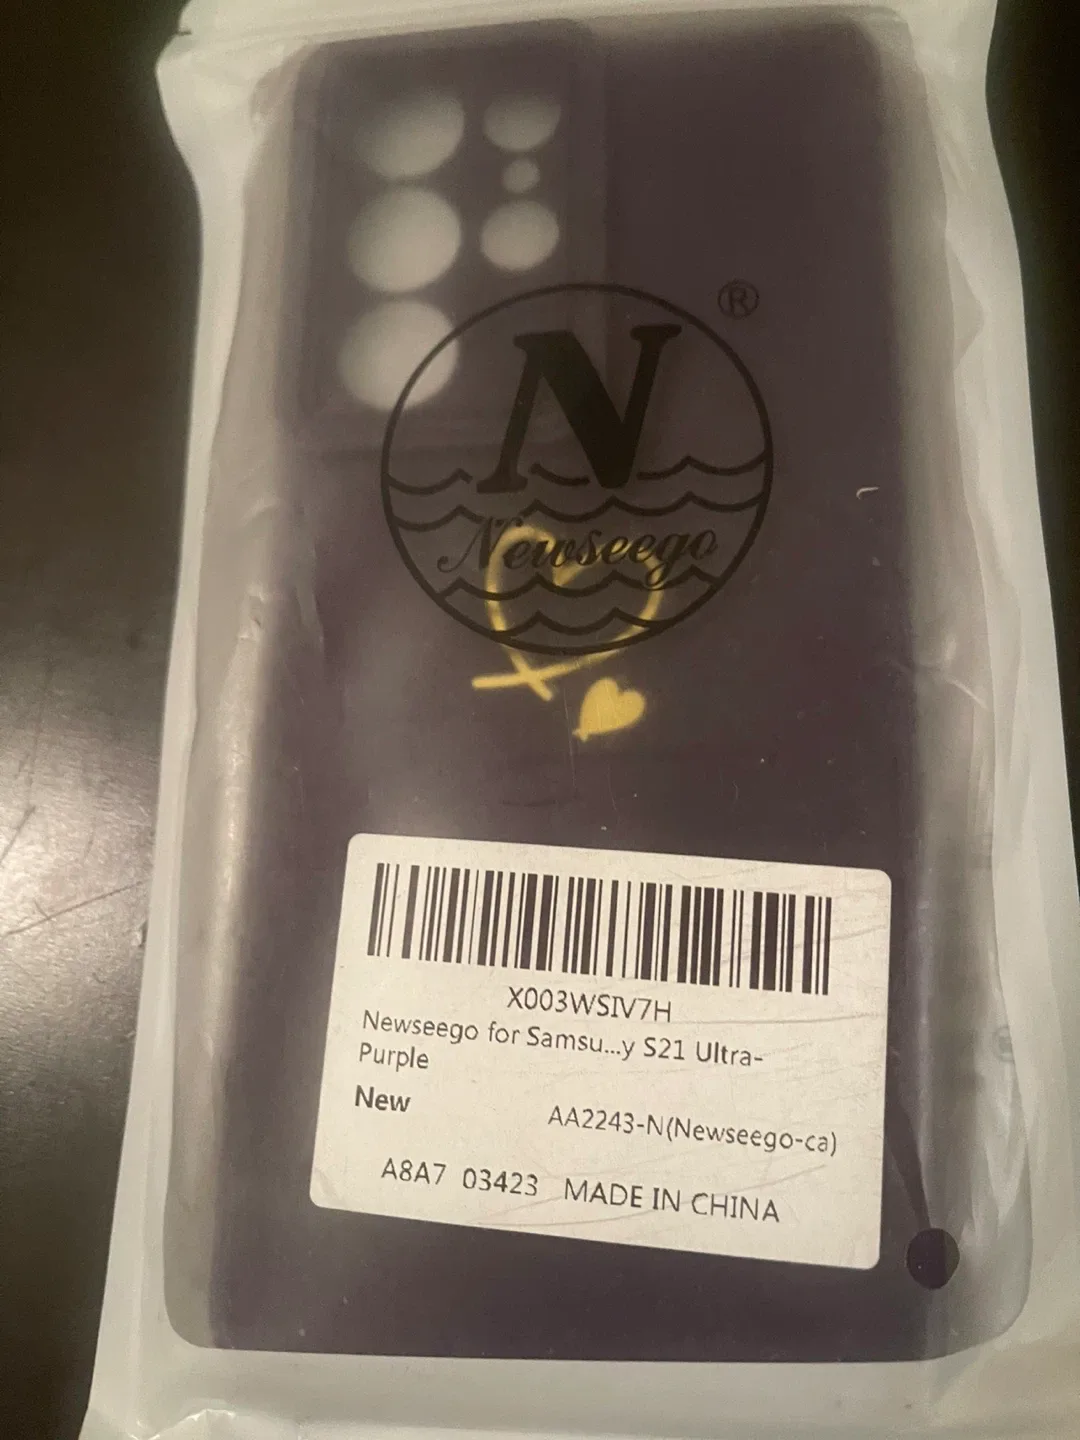 ®
N
Newseego
X003WSIV7H
Newseego for Samsu...y S21 Ultra-
Purple
New
AA2243-N(Newseego-ca)
A8A7 03423 MADE IN CHINA